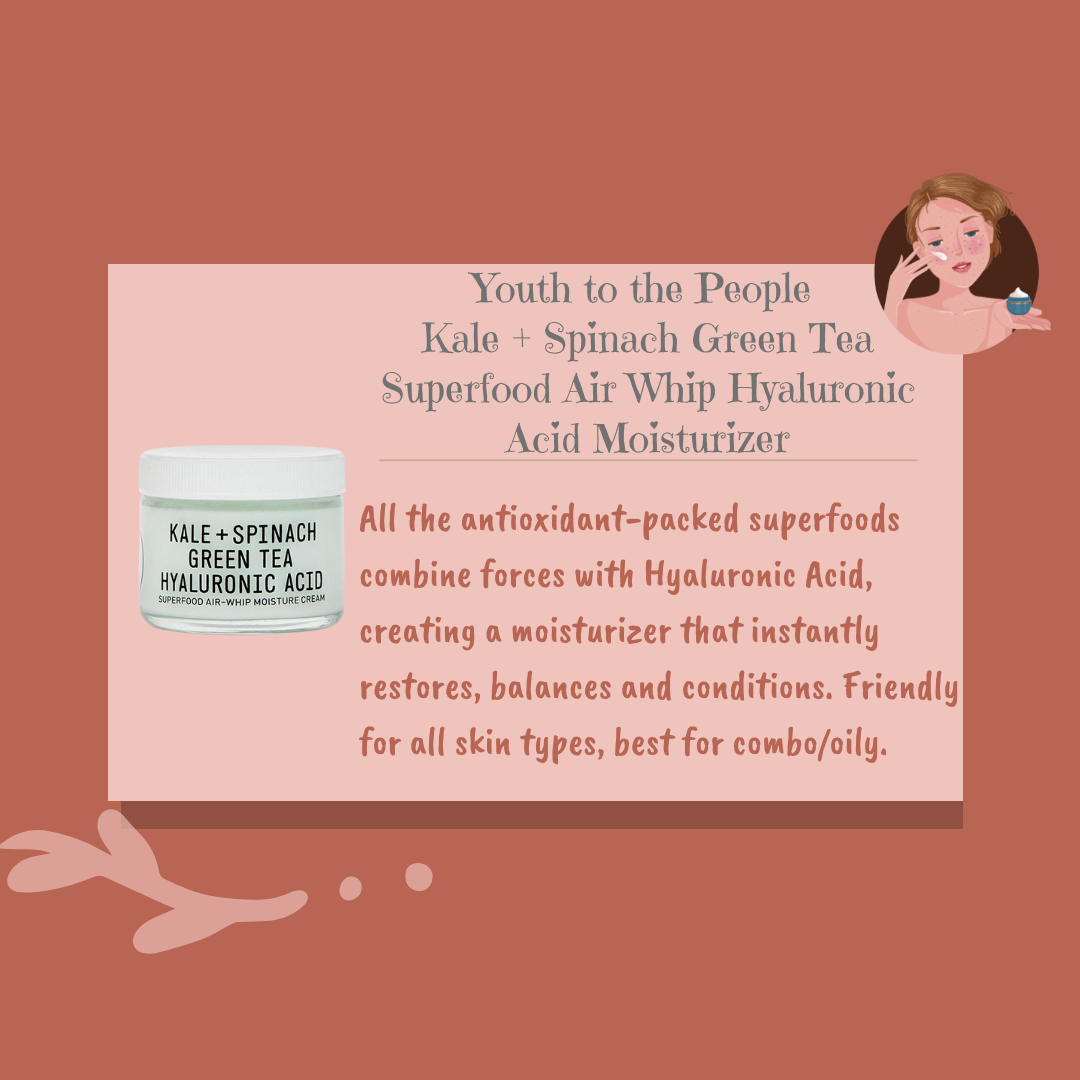 Youth to the People
Kale + Spinach Green Tea
Superfood Air Whip Hyaluronic
Acid Moisturizer
KALE + SPINACH
GREEN TEA
HYALURONIC ACID
SUPERFOOD AIR-WHIP MOISTURE CREAM
All the antioxidant-packed superfoods
combine forces with Hyaluronic Acid,
creating a moisturizer that instantly
restores, balances and conditions. Friendly
for all skin types, best for combo/oily.